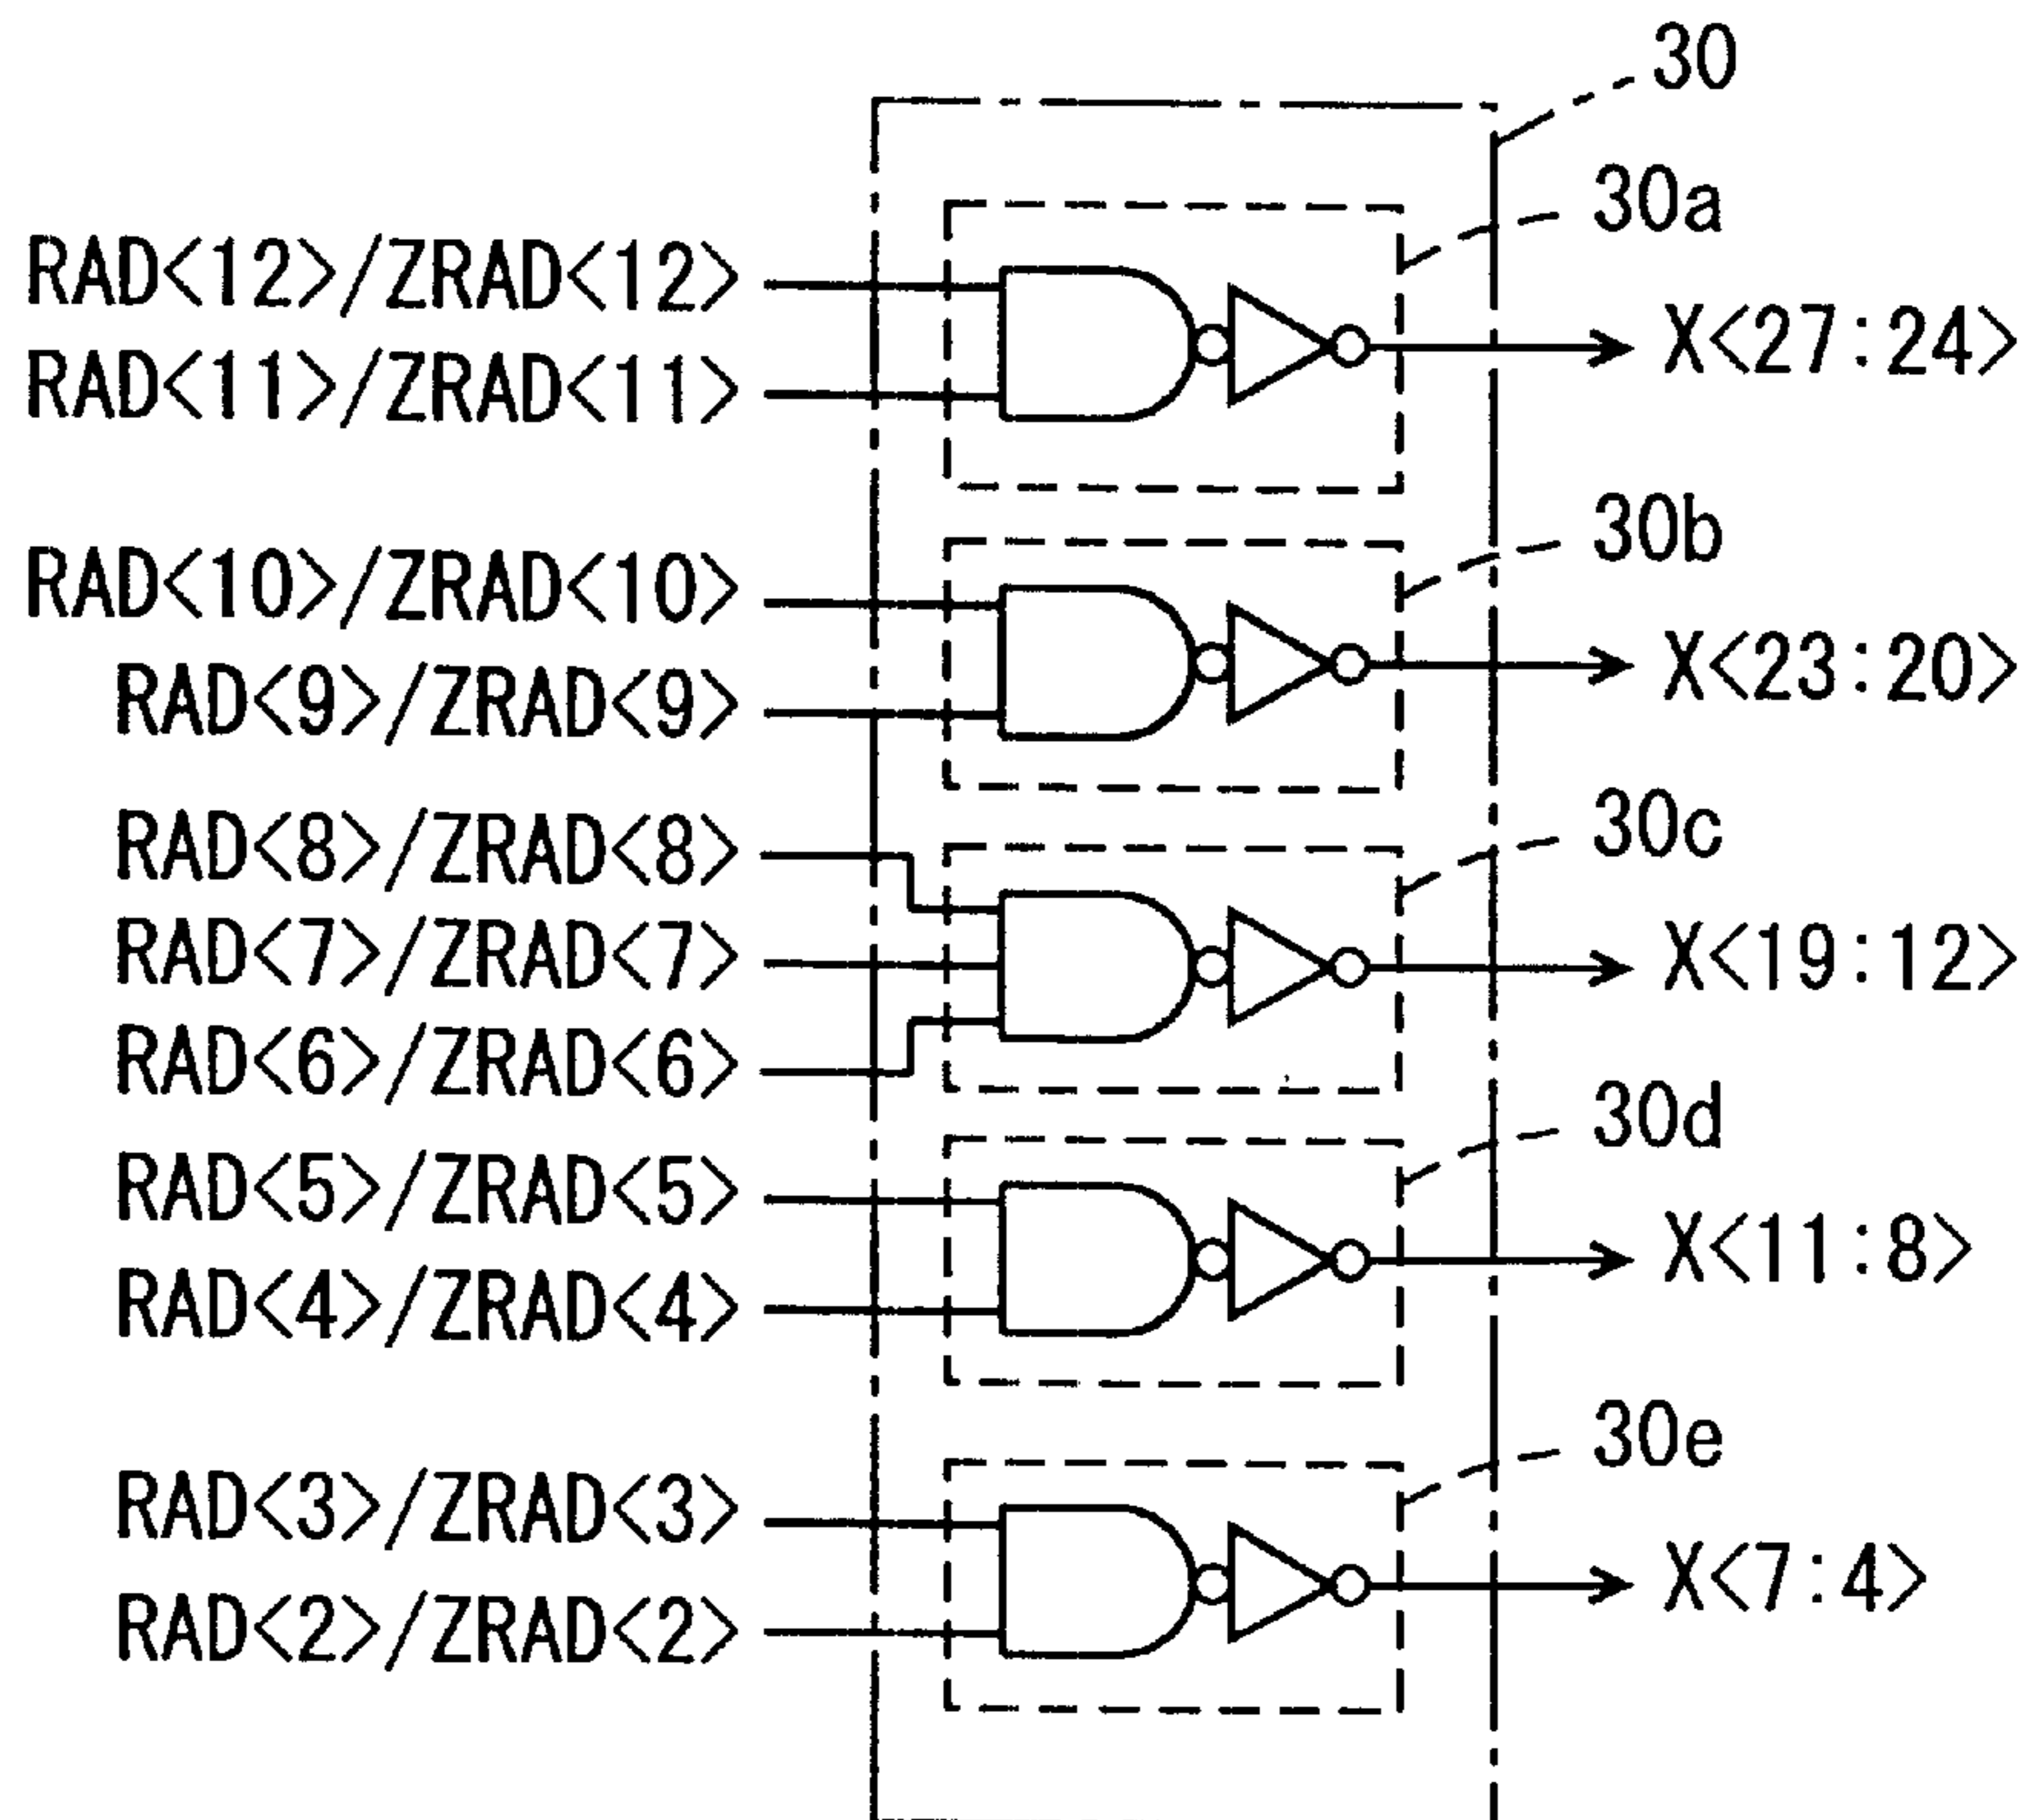 30
30a
RAD<12>/ZRAD<12>
X<27:24>
RAD<11>/ZRAD<11>
30b
RAD<10>/ZRAD<10>
X<23:20>
RAD<9>/ZRAD<9>
30c
RAD<8>/ZRAD<8>
RAD<7>/ZRAD<7>
X<19:12>
RAD<6>/ZRAD<6>
30d
RAD<5>/ZRAD<5>
X<11:8>
RAD<4>/ZRAD<4>
30e
RAD<3>/ZRAD<3>
X<7:4>
RAD<2>/ZRAD<2>